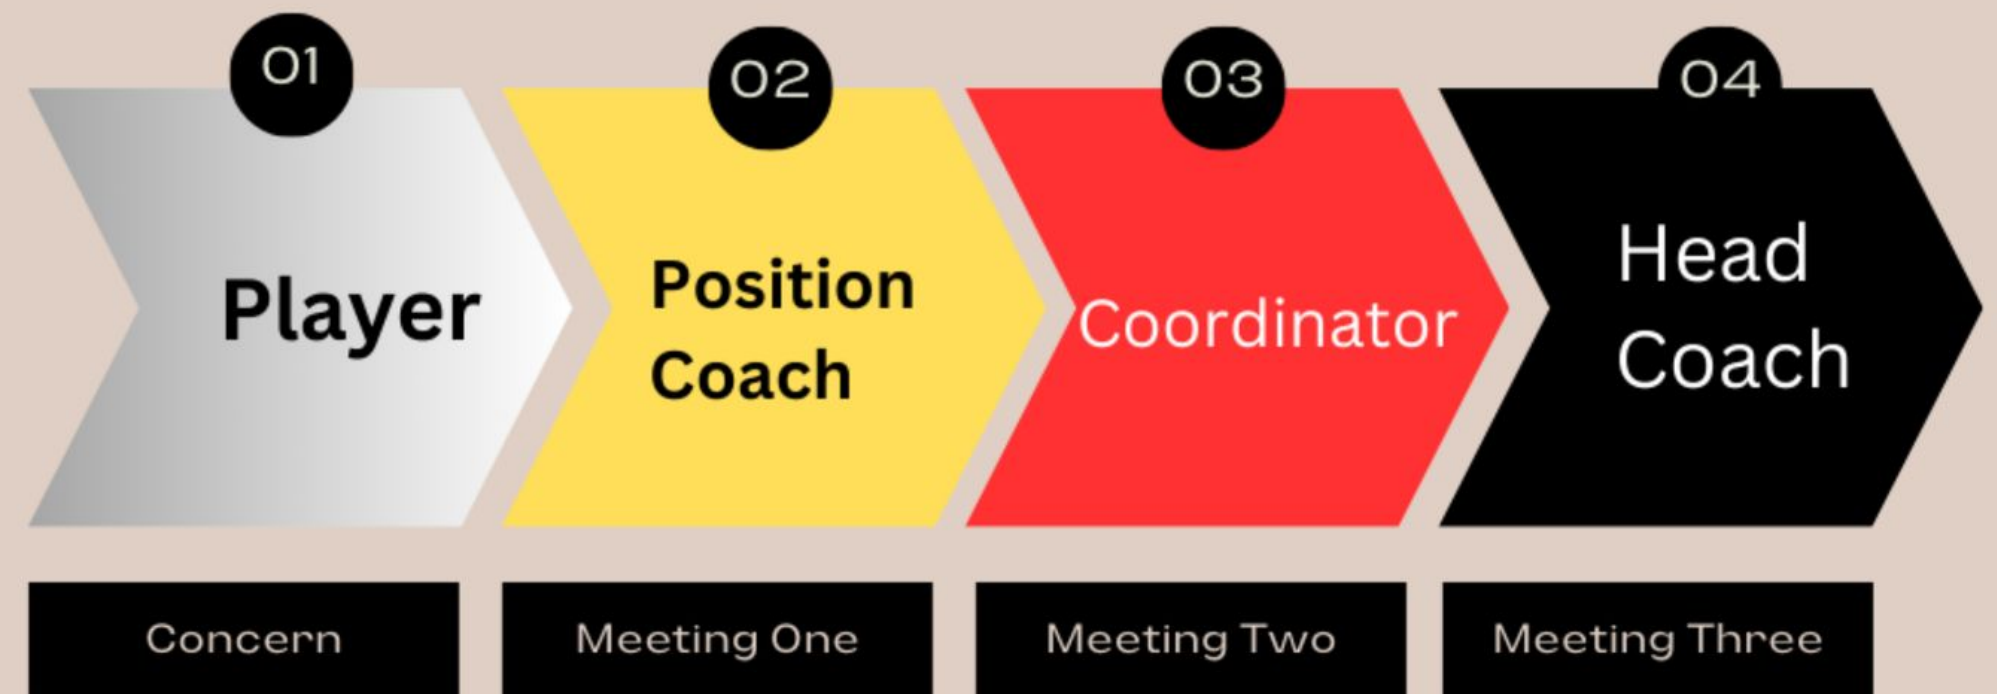 01
02
03
04
Player
Position
Coach
Coordinator
Head
Coach
Concern
Meeting One
Meeting Two
Meeting Three